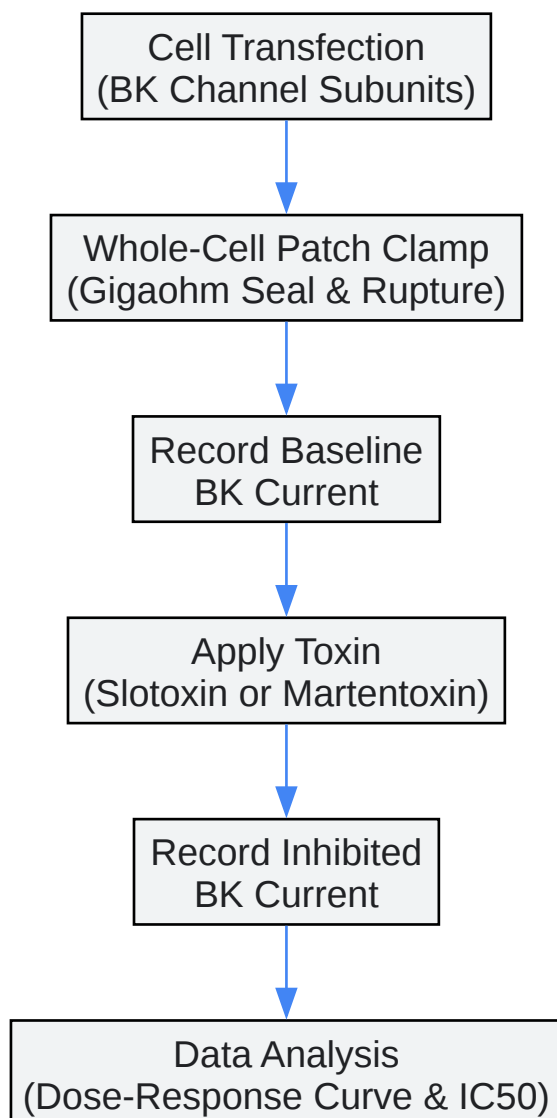 Cell Transfection
(BK Channel Subunits)
Whole-Cell Patch Clamp
(Gigaohm Seal & Rupture)
Record Baseline
BK Current
Apply Toxin
(Slotoxin or Martentoxin)
Record Inhibited
BK Current
Data Analysis
(Dose-Response Curve & IC50)